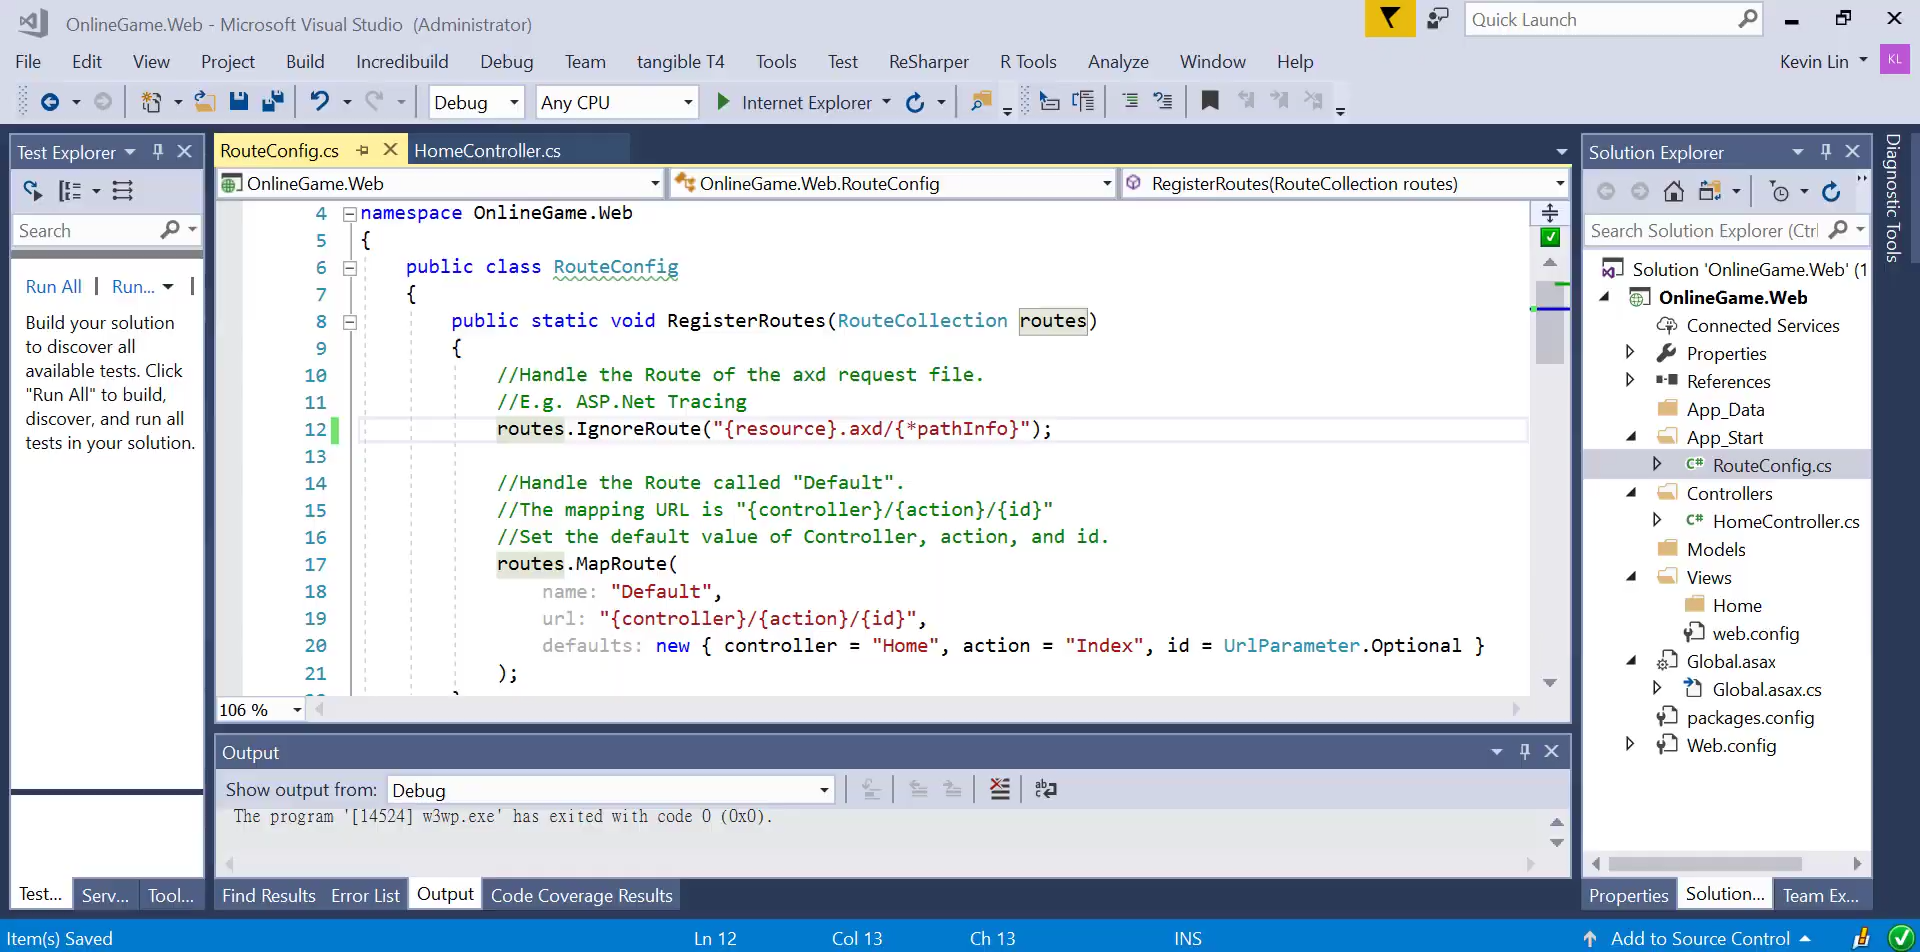 OnlineGame.Web - Microsoft Visual Studio (Administrator)
Quick Launch
File Edit View Project Build Incredibuild Debug Team tangible T4 Tools Test ReSharper R Tools Analyze Window Help
Kevin Lin KL
Debug Any CPU Internet Explorer
Test Explorer
Search
Run All | Run... |
Build your solution
to discover all
available tests. Click
"Run All" to build,
discover, and run all
tests in your solution.
Test... Serv... Tool...
RouteConfig.cs HomeController.cs
OnlineGame.Web OnlineGame.Web.RouteConfig RegisterRoutes(RouteCollection routes)
4 namespace OnlineGame.Web
5 {
6 public class RouteConfig
7 {
8 public static void RegisterRoutes(RouteCollection routes)
9 {
10 //Handle the Route of the axd request file.
11 //E.g. ASP.Net Tracing
12 routes.IgnoreRoute("{resource}.axd/{*pathInfo}");
13
14 //Handle the Route called "Default".
15 //The mapping URL is "{controller}/{action}/{id}"
16 //Set the default value of Controller, action, and id.
17 routes.MapRoute(
18 name: "Default",
19 url: "{controller}/{action}/{id}",
20 defaults: new { controller = "Home", action = "Index", id = UrlParameter.Optional }
21 );
106 %
Output
Show output from: Debug
The program '[14524] w3wp.exe' has exited with code 0 (0x0).
Find Results Error List Output Code Coverage Results
Solution Explorer
Search Solution Explorer (Ctrl
Solution 'OnlineGame.Web' (1
OnlineGame.Web
Connected Services
Properties
References
App_Data
App_Start
C# RouteConfig.cs
Controllers
C# HomeController.cs
Models
Views
Home
web.config
Global.asax
Global.asax.cs
packages.config
Web.config
Properties Solution... Team Ex...
Diagnostic Tools
Item(s) Saved Ln 12 Col 13 Ch 13 INS Add to Source Control